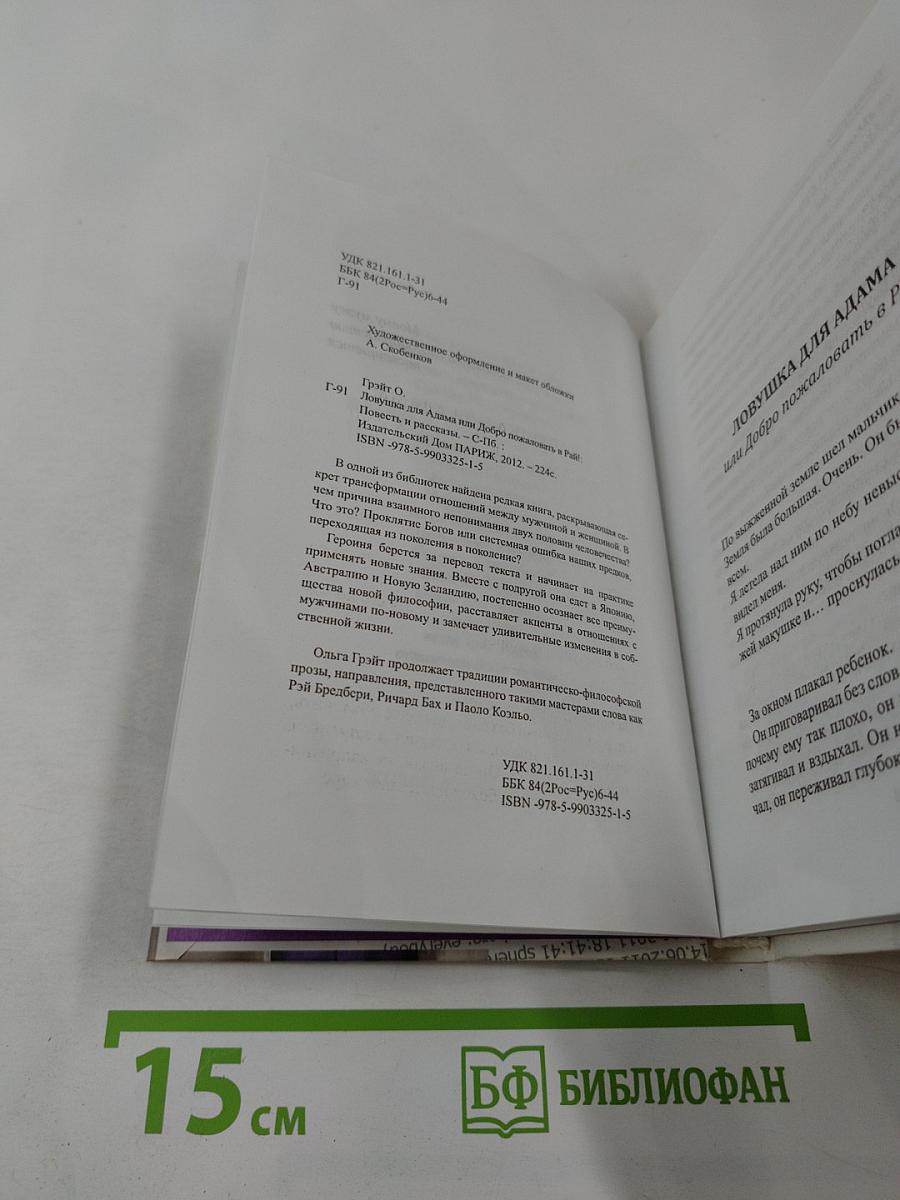 УДК 821.161.1-31
ББК 84(2Рос=Рус)6-44
Г-91
Художественное оформление и макет обложки
А. Скобенков
Грэйт О.
Г-91 Ловушка для Адама или Добро пожаловать в Рай!:
Повесть и рассказы. – С-Пб. :
Издательский Дом ПАРИЖ, 2012. – 224с.
ISBN -978-5-9903325-1-5
В одной из библиотек найдена редкая книга, раскрывающая се-
крет трансформации отношений между мужчиной и женщиной. В
чем причина взаимного непонимания двух половин человечества?
Что это? Проклятие Богов или системная ошибка наших предков,
переходящая из поколения в поколение?
Героиня берется за перевод текста и начинает на практике
применять новые знания. Вместе с подругой она едет в Японию,
Австралию и Новую Зеландию, постепенно осознает все преиму-
щества новой философии, расставляет акценты в отношениях с
мужчинами по-новому и замечает удивительные изменения в соб-
ственной жизни.
Ольга Грэйт продолжает традиции романтическо-философской
прозы, направления, представленного такими мастерами слова как
Рэй Бредбери, Ричард Бах и Паоло Коэльо.
УДК 821.161.1-31
ББК 84(2Рос=Рус)6-44
ISBN -978-5-9903325-1-5
ЛОВУШКА ДЛЯ АДАМА
или Добро пожаловать в Р
По выжженной земле шел мальчик
Земля была большая. Очень. Он бы
всем.
Я летела над ним по небу невыс
видел меня.
Я протянула руку, чтобы погла
жей макушке и… проснулась
За окном плакал ребенок.
Он приговаривал без слов
почему ему так плохо, он
затягивал и вздыхал. Он н
чал, он переживал глубок
14.06.2011
2011 18:41:41 spher
everybod
15 см
БФ БИБЛИОФАН